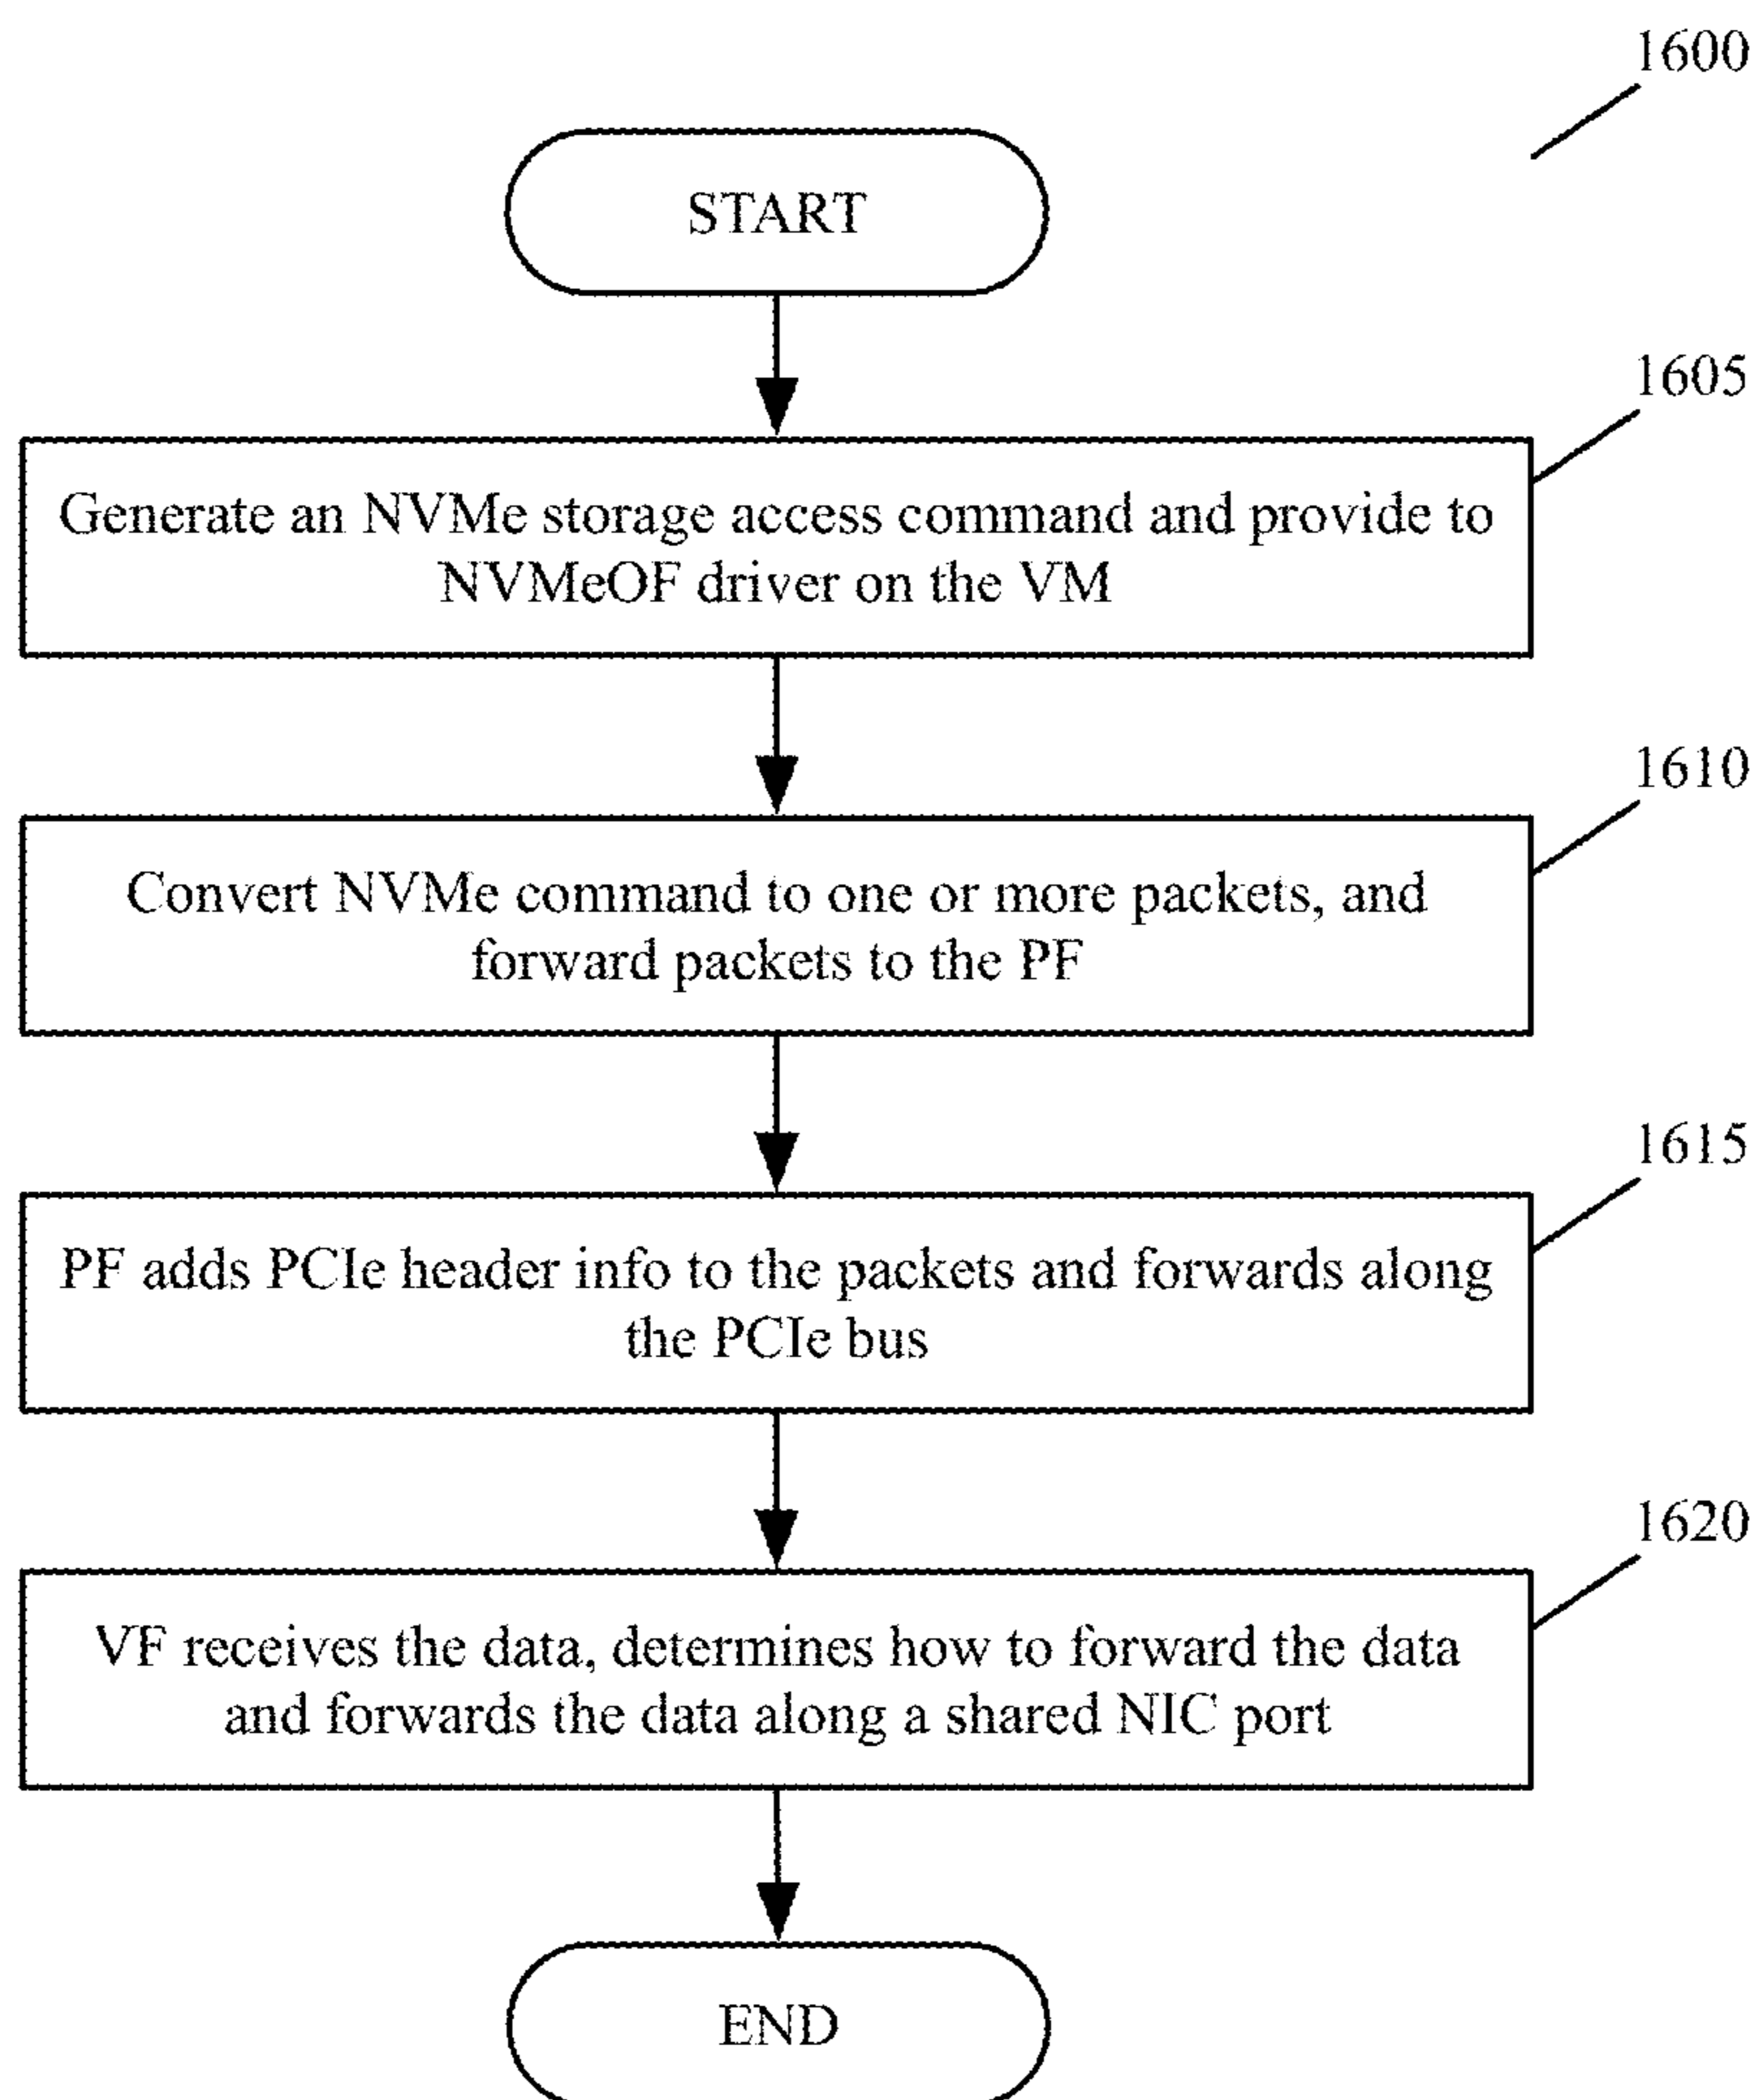 1600
START
1605
Generate an NVMe storage access command and provide to
NVMeOF driver on the VM
1610
Convert NVMe command to one or more packets, and
forward packets to the PF
1615
PF adds PCIe header info to the packets and forwards along
the PCIe bus
1620
VF receives the data, determines how to forward the data
and forwards the data along a shared NIC port
END